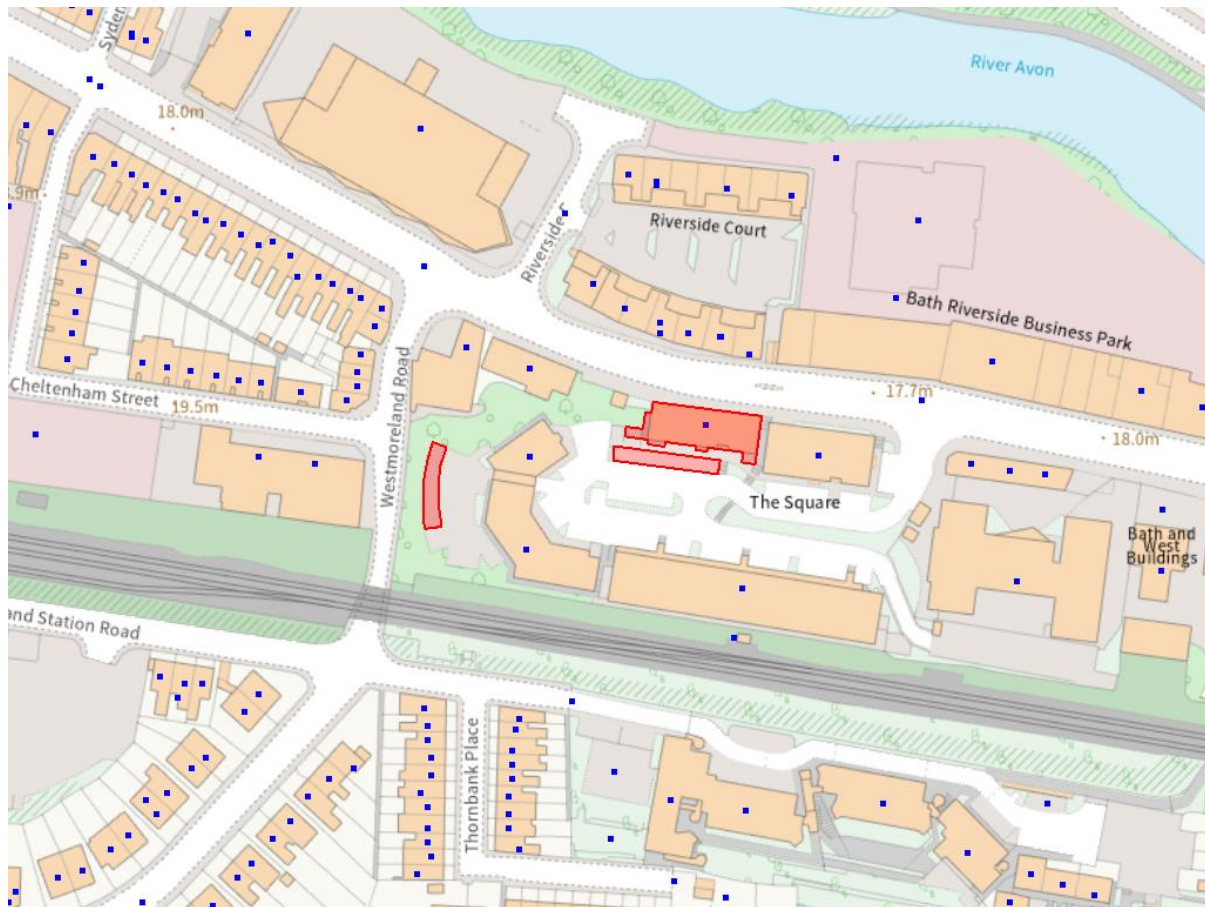 River Avon
18.0m
Riverside Court
Bath Riverside Business Park
17.7m
Cheltenham Street
19.5m
Westmoreland Road
18.0m
The Square
Bath and
West
Buildings
and Station Road
Thornbank Place